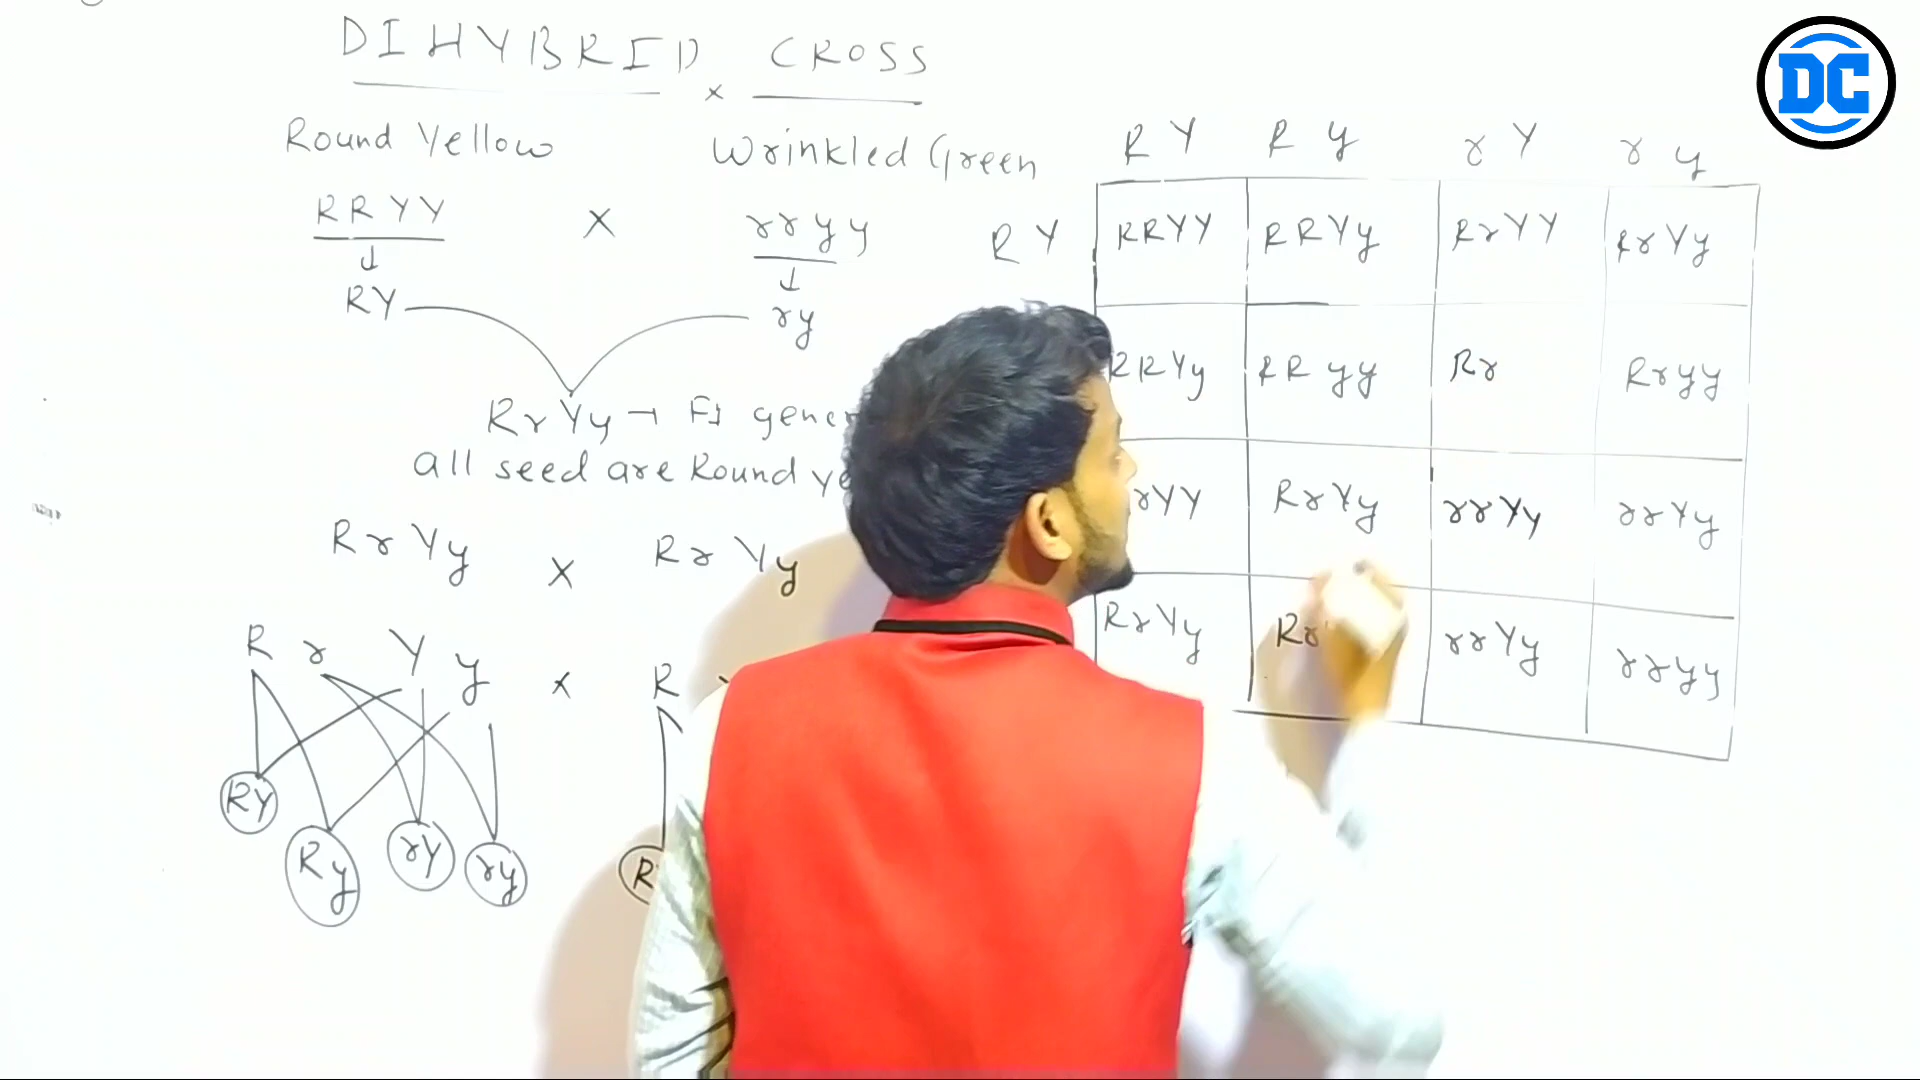 DIHYBRID CROSS
×
Round Yellow Wrinkled Green
RRYY × rryy
↓ ↓
RY ry
RrYy → F1
all seed are Round
RrYy × RrYy
R r Y y × R
RY Ry rY ry
RY Ry rY ry
RY RRYY RRYy RrYY RrYy
RRYy RRyy Rr Rryy
rYY RrYy rrYy rrYy
RrYy Rr rrYy rryy
DC